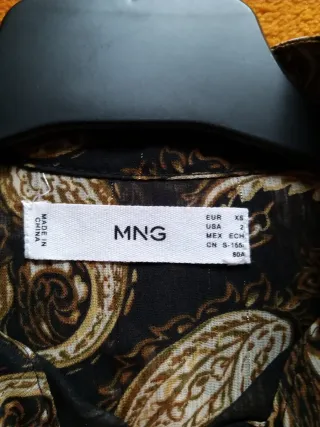 MADE IN
CHINA
MNG
EUR XS
USA 2
MEX ECH
CN S-155/
80A